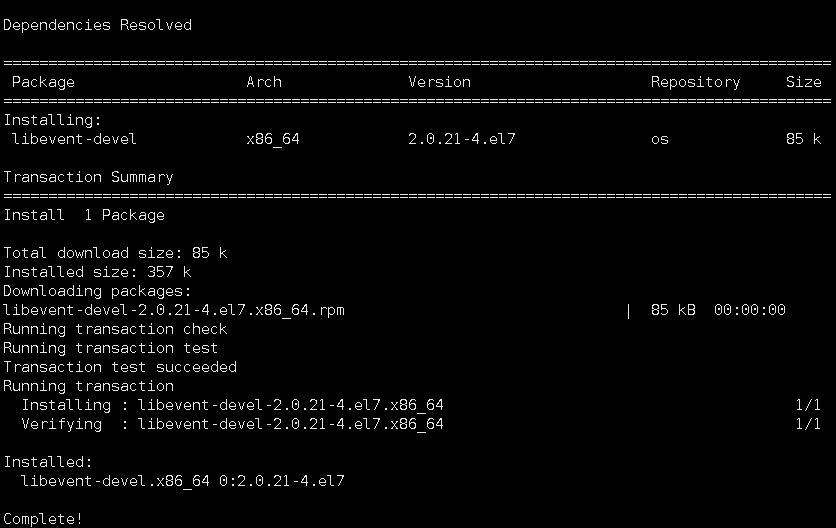 Dependencies Resolved
================================================================================
Package Arch Version Repository Size
================================================================================
Installing:
libevent-devel x86_64 2.0.21-4.el7 os 85 k
Transaction Summary
================================================================================
Install  1 Package
Total download size: 85 k
Installed size: 357 k
Downloading packages:
libevent-devel-2.0.21-4.el7.x86_64.rpm | 85 kB 00:00:00
Running transaction check
Running transaction test
Transaction test succeeded
Running transaction
Installing : libevent-devel-2.0.21-4.el7.x86_64 1/1
Verifying  : libevent-devel-2.0.21-4.el7.x86_64 1/1
Installed:
libevent-devel.x86_64 0:2.0.21-4.el7
Complete!